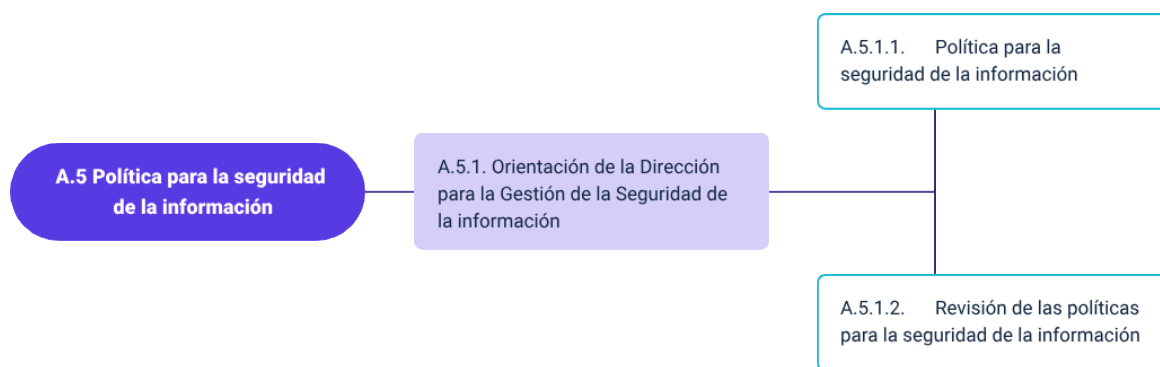 A.5 Política para la seguridad
de la información
A.5.1. Orientación de la Dirección
para la Gestión de la Seguridad de
la información
A.5.1.1. Política para la
seguridad de la información
A.5.1.2. Revisión de las políticas
para la seguridad de la información